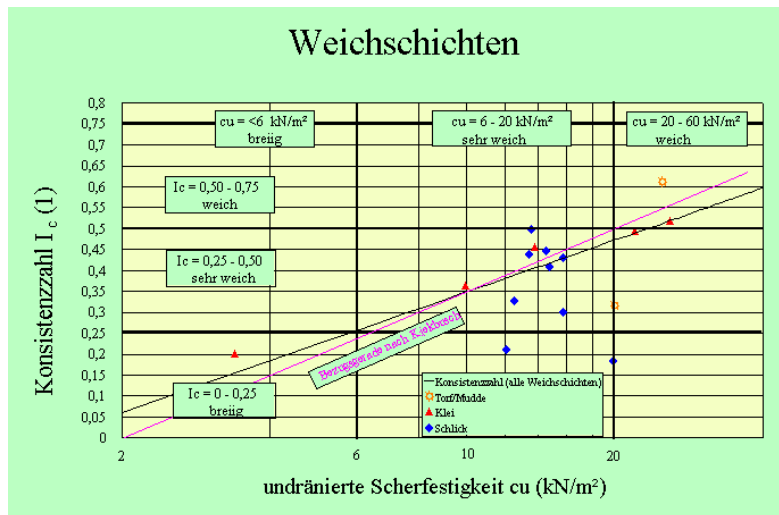 Weichschichten
0,8
0,75
0,7
0,65
0,6
0,55
0,5
0,45
0,4
0,35
0,3
0,25
0,2
0,15
0,1
0,05
0
Konsistenzzahl I c (1)
cu = <6 kN/m²
breiig
cu = 6 - 20 kN/m²
sehr weich
cu = 20 - 60 kN/m²
weich
Ic = 0,50 - 0,75
weich
Ic = 0,25 - 0,50
sehr weich
Ic = 0 - 0,25
breiig
Bezugsgerade nach Kiekbusch
Konsistenzzahl (alle Weichschichten)
Torf/Mudde
Klei
Schlick
2
6
10
20
undränierte Scherfestigkeit cu (kN/m²)